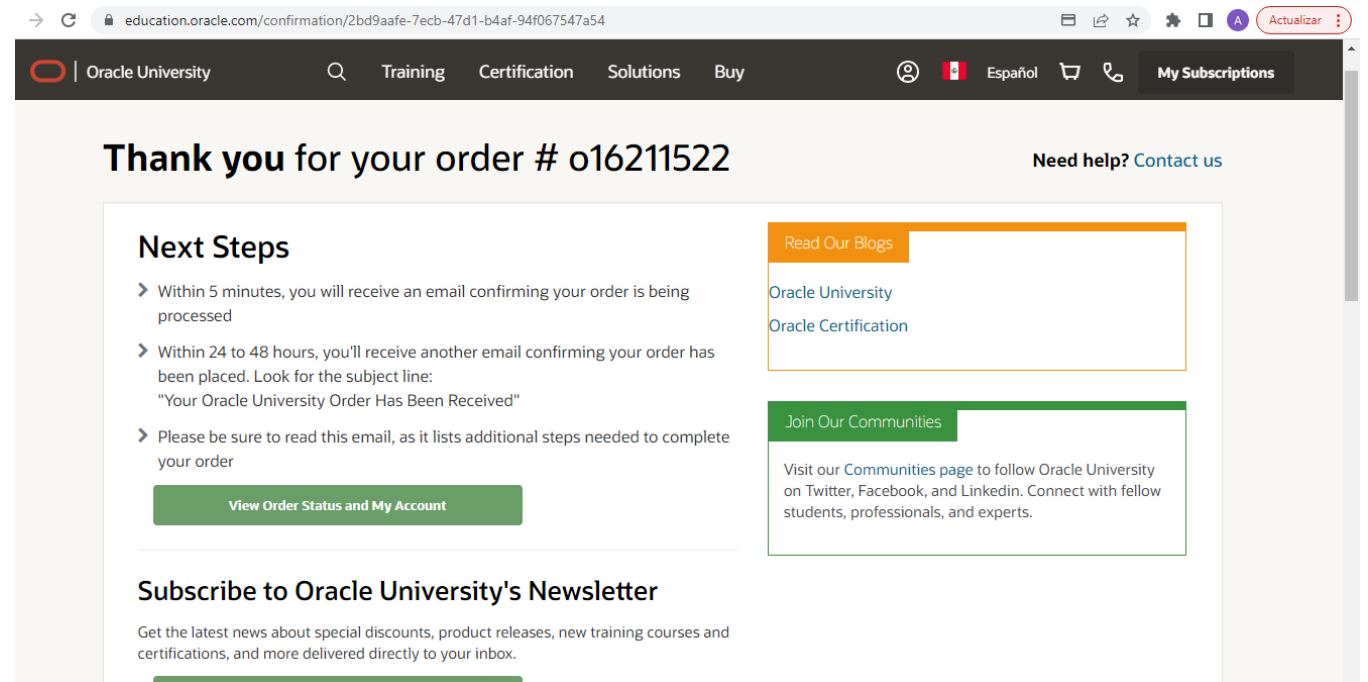 education.oracle.com/confirmation/2bd9aafe-7ecb-47d1-b4af-94f067547a54
A
Actualizar
Oracle University
Training
Certification
Solutions
Buy
Español
My Subscriptions
Thank you for your order # o16211522
Need help? Contact us
Next Steps
Within 5 minutes, you will receive an email confirming your order is being
processed
Within 24 to 48 hours, you'll receive another email confirming your order has
been placed. Look for the subject line:
"Your Oracle University Order Has Been Received"
Please be sure to read this email, as it lists additional steps needed to complete
your order
View Order Status and My Account
Read Our Blogs
Oracle University
Oracle Certification
Join Our Communities
Visit our Communities page to follow Oracle University
on Twitter, Facebook, and Linkedin. Connect with fellow
students, professionals, and experts.
Subscribe to Oracle University's Newsletter
Get the latest news about special discounts, product releases, new training courses and
certifications, and more delivered directly to your inbox.